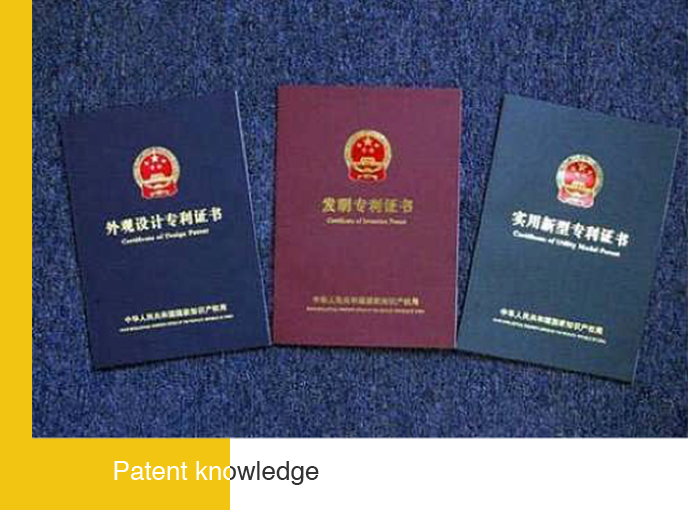 外观设计专利证书
Certificate of Design Patent
中华人民共和国国家知识产权局
发明专利证书
Certificate of Invention Patent
中华人民共和国国家知识产权局
实用新型专利证书
Certificate of Utility Model Patent
中华人民共和国国家知识产权局
Patent knowledge